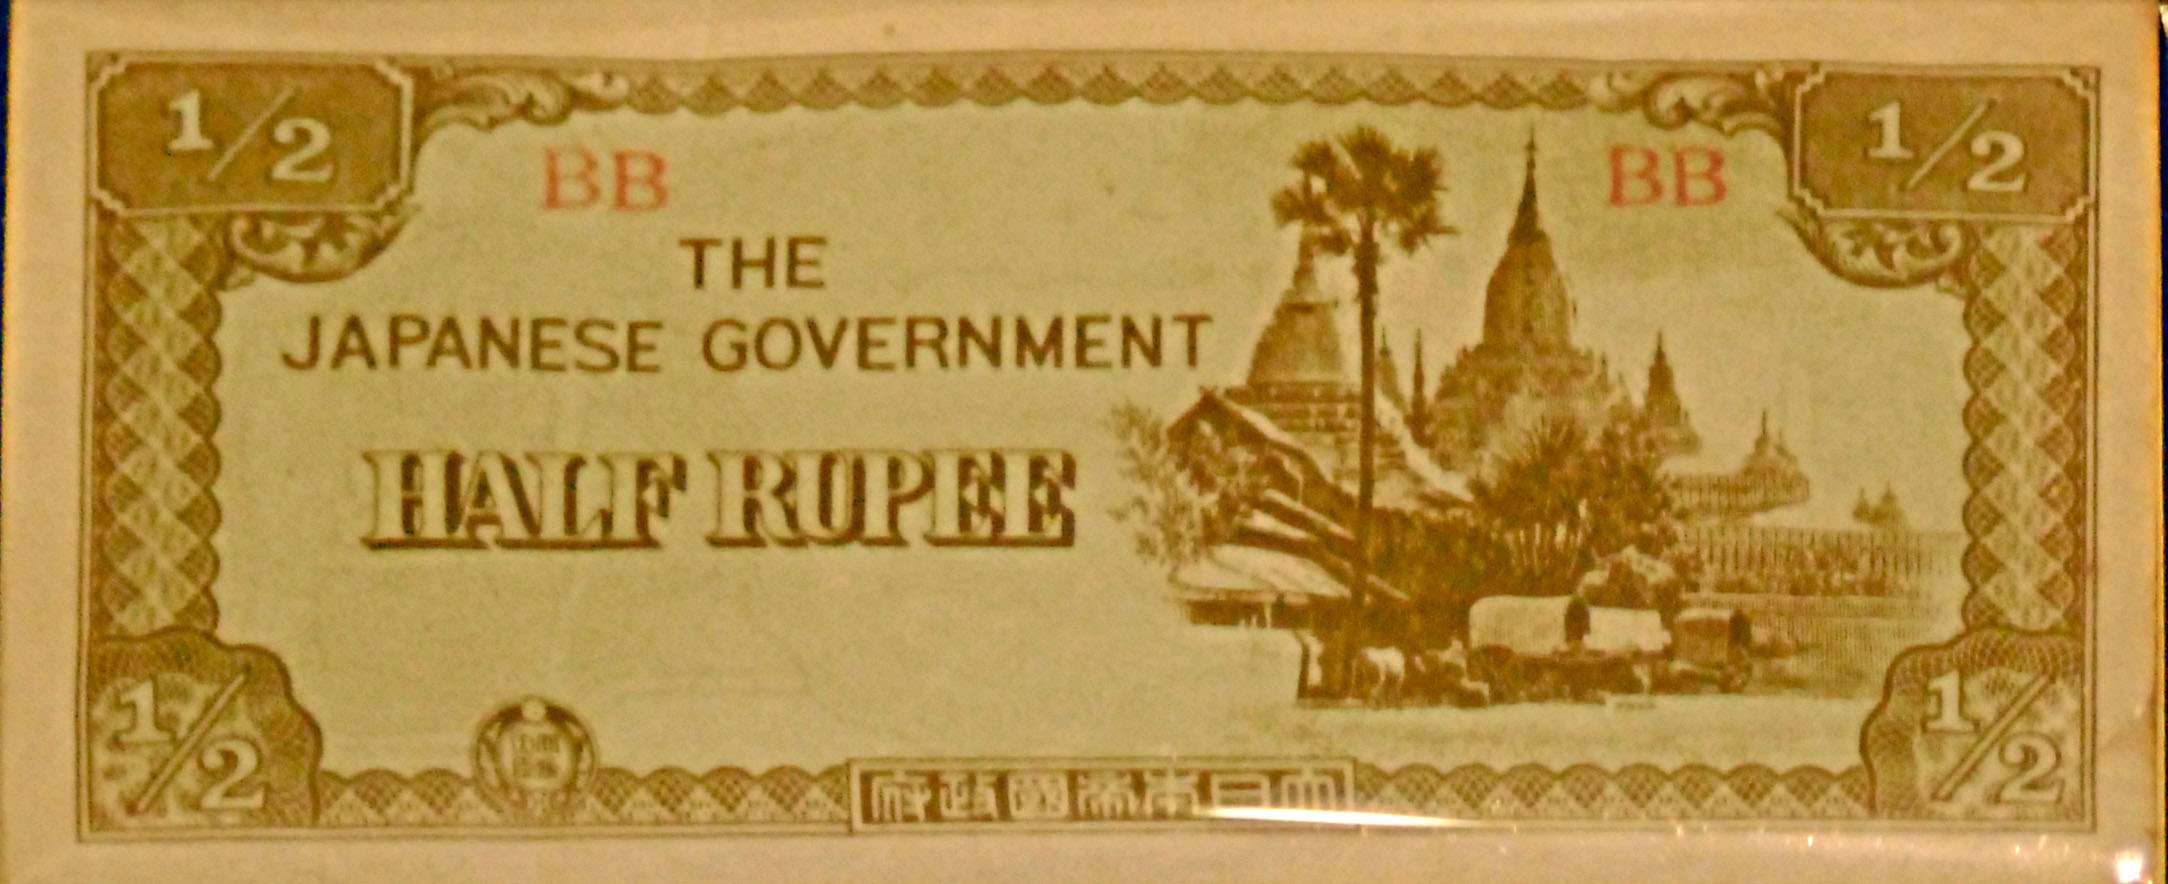 1/2 1/2
BB BB
THE
JAPANESE GOVERNMENT
HALF RUPEE
1/2 1/2
府政國帝本日大